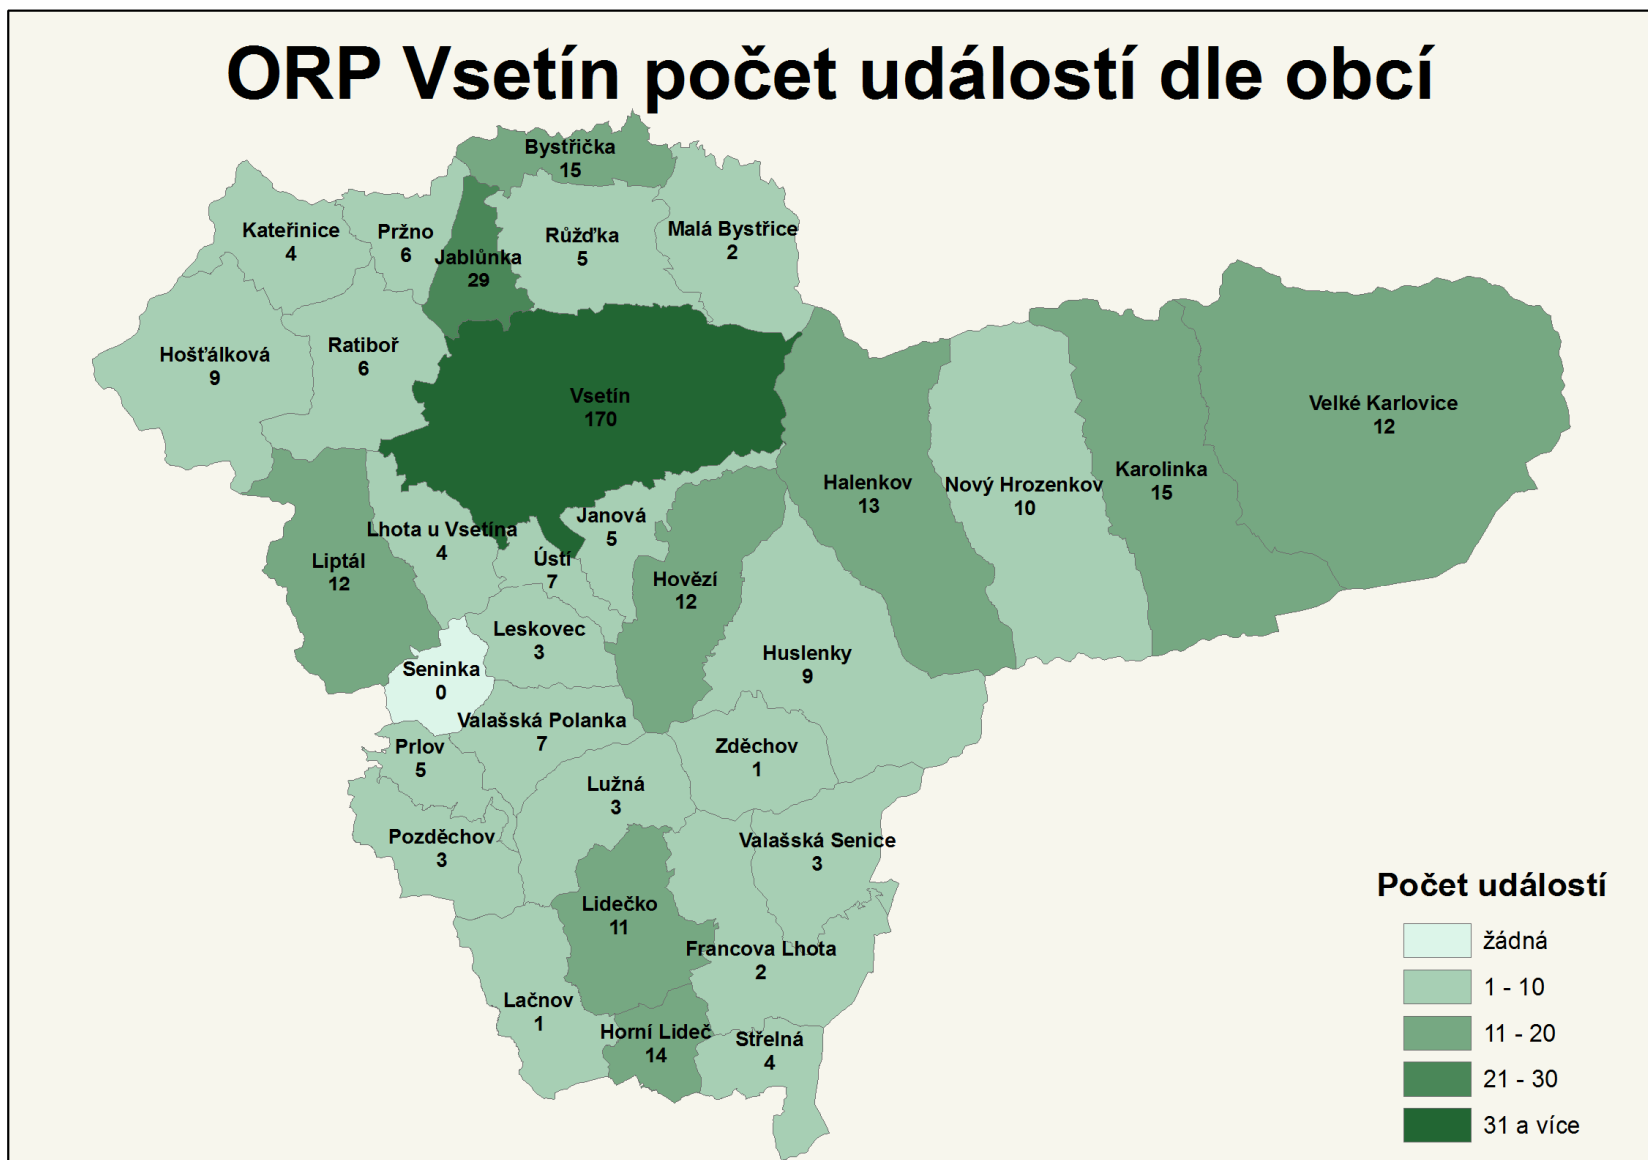 ORP Vsetín počet událostí dle obcí
Bystřička
15
Kateřinice
4
Pržno
6
Jablůnka
29
Růžďka
5
Malá Bystřice
2
Hošťálková
9
Ratiboř
6
Vsetín
170
Halenkov
13
Nový Hrozenkov
10
Karolinka
15
Velké Karlovice
12
Liptál
12
Lhota u Vsetína
4
Ústí
7
Janová
5
Hovězí
12
Leskovec
3
Huslenky
9
Seninka
0
Valašská Polanka
7
Prlov
5
Zděchov
1
Lužná
3
Pozděchov
3
Valašská Senice
3
Lidečko
11
Francova Lhota
2
Lačnov
1
Horní Lideč
14
Střelná
4
Počet událostí
žádná
1 - 10
11 - 20
21 - 30
31 a více